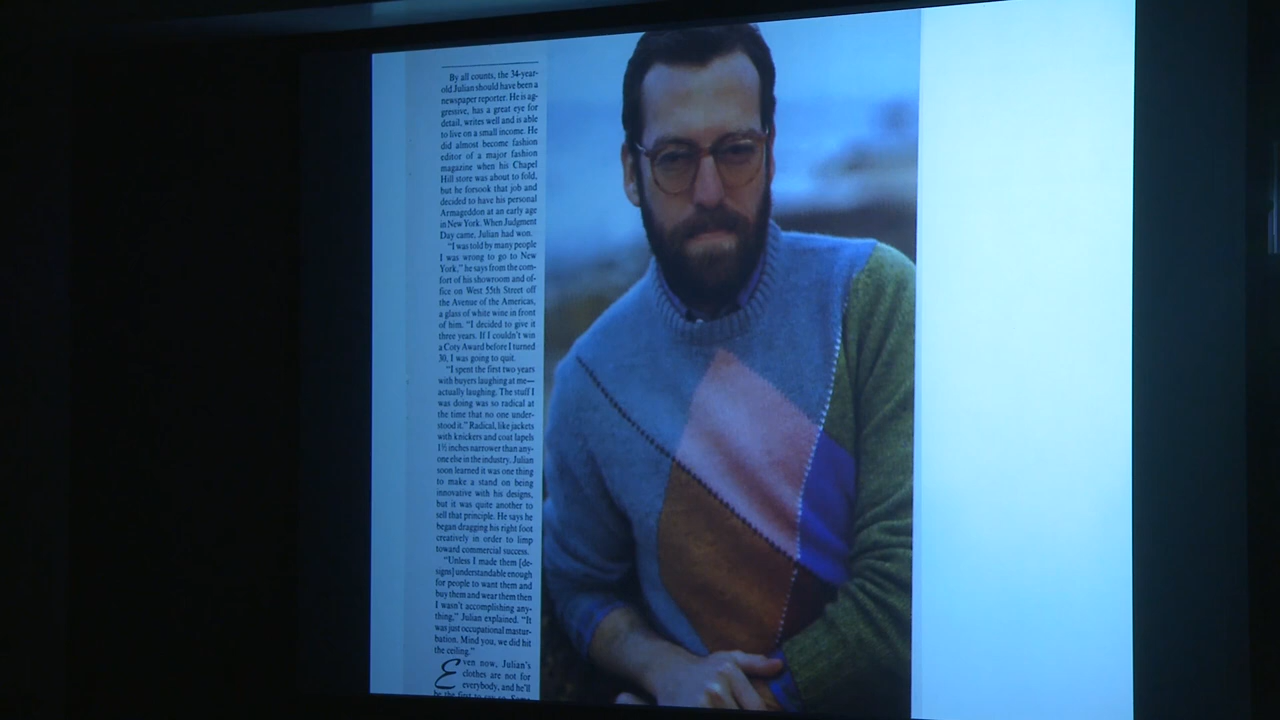 By all counts, the 34-year-
old Julian should have been a
newspaper reporter. He is ag-
gressive, has a great eye for
detail, writes well and is able
to live on a small income. He
did almost become fashion
editor of a major fashion
magazine when his Chapel
Hill store was about to fold,
but he forsook that job and
decided to have his personal
Armageddon at an early age
in New York. When Judgment
Day came, Julian had won.
"I was told by many people
I was wrong to go to New
York," he says from the com-
fort of his showroom and of-
fice on West 55th Street off
the Avenue of the Americas,
a glass of white wine in front
of him. "I decided to give it
three years. If I couldn't win
a Coty Award before I turned
30, I was going to quit.
"I spent the first two years
with buyers laughing at me—
actually laughing. The stuff I
was doing was so radical at
the time that no one under-
stood it." Radical, like jackets
with knickers and coat lapels
1½ inches narrower than any-
one else in the industry. Julian
soon learned it was one thing
to make a stand on being
innovative with his designs,
but it was quite another to
sell that principle. He says he
began dragging his right foot
creatively in order to limp
toward commercial success.
"Unless I made them [de-
signs] understandable enough
for people to want them and
buy them and wear them then
I wasn't accomplishing any-
thing," Julian explained. "It
was just occupational mastur-
bation. Mind you, we did hit
the ceiling."
Even now, Julian's
clothes are not for
everybody, and he'll
be the first to say so. Some